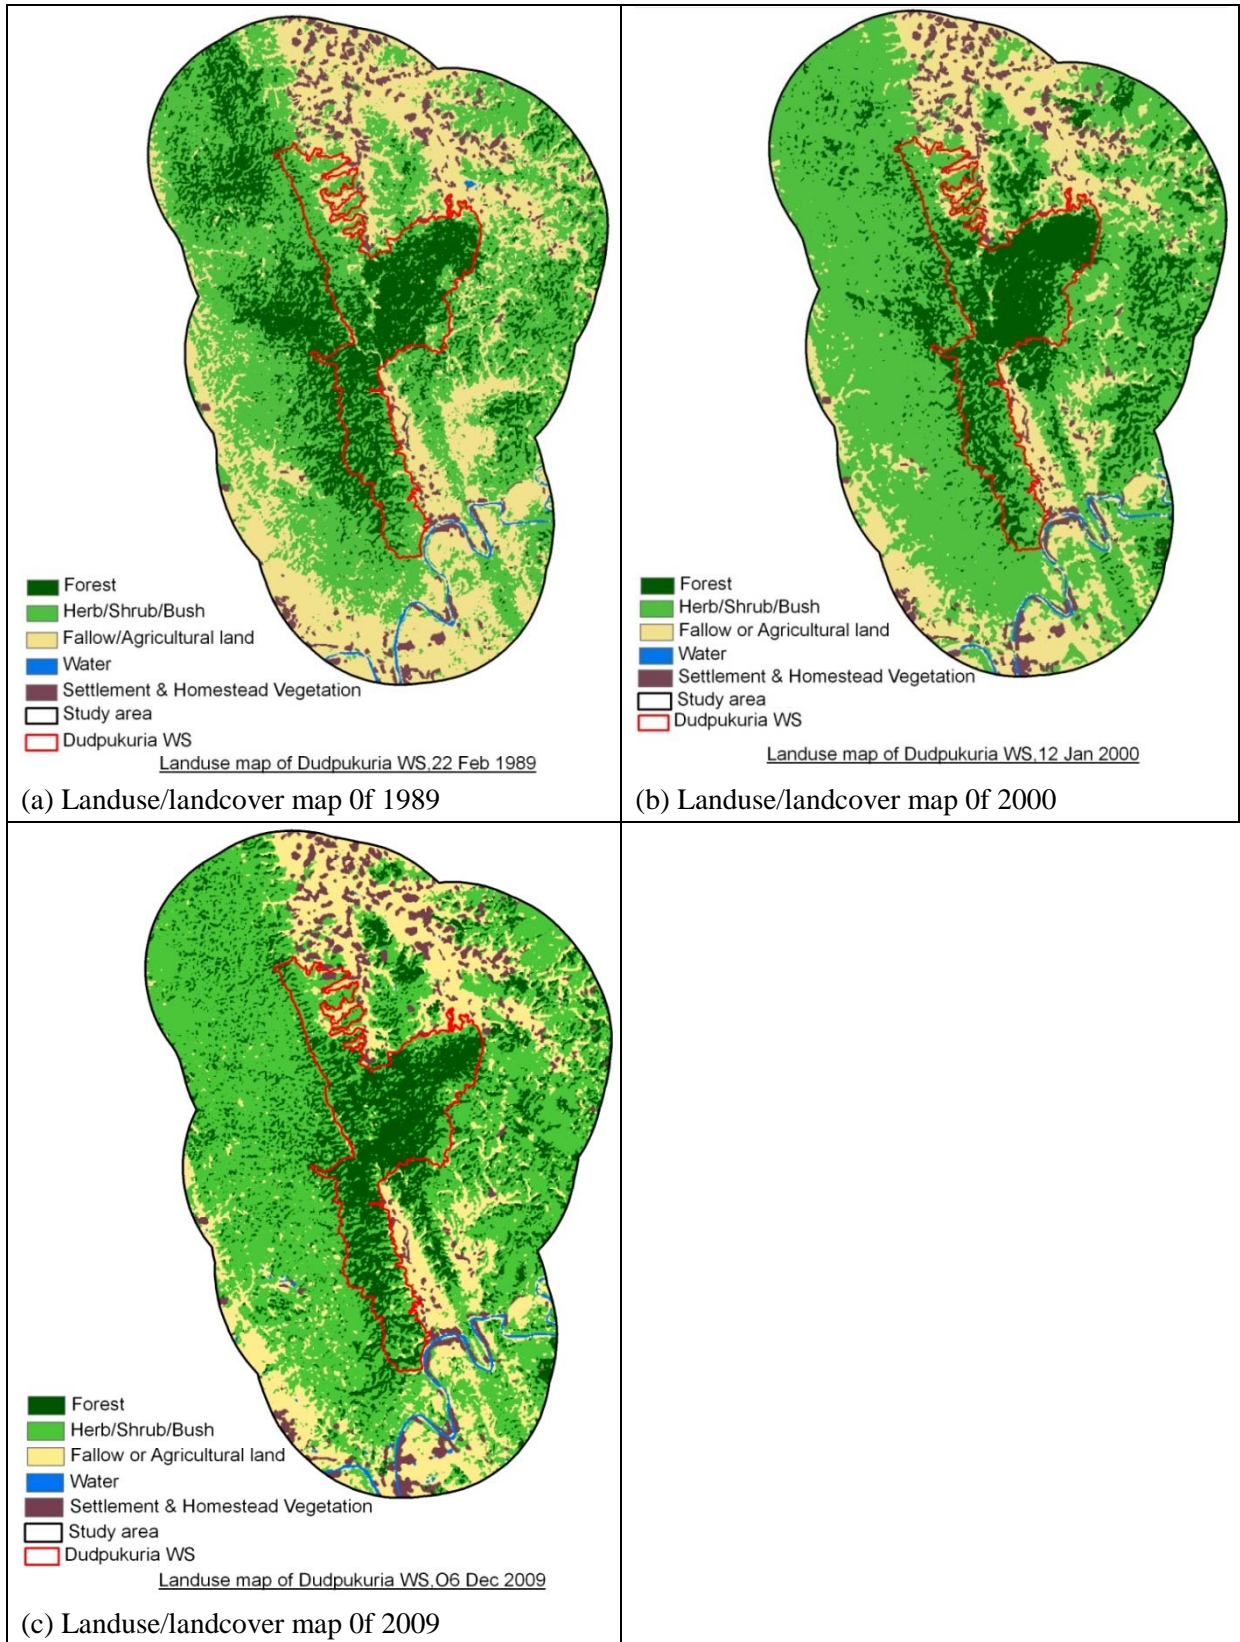 Forest
Herb/Shrub/Bush
Fallow/Agricultural land
Water
Settlement & Homestead Vegetation
Study area
Dudpukuria WS
Landuse map of Dudpukuria WS,22 Feb 1989
(a) Landuse/landcover map 0f 1989
Forest
Herb/Shrub/Bush
Fallow or Agricultural land
Water
Settlement & Homestead Vegetation
Study area
Dudpukuria WS
Landuse map of Dudpukuria WS,12 Jan 2000
(b) Landuse/landcover map 0f 2000
Forest
Herb/Shrub/Bush
Fallow or Agricultural land
Water
Settlement & Homestead Vegetation
Study area
Dudpukuria WS
Landuse map of Dudpukuria WS,O6 Dec 2009
(c) Landuse/landcover map 0f 2009